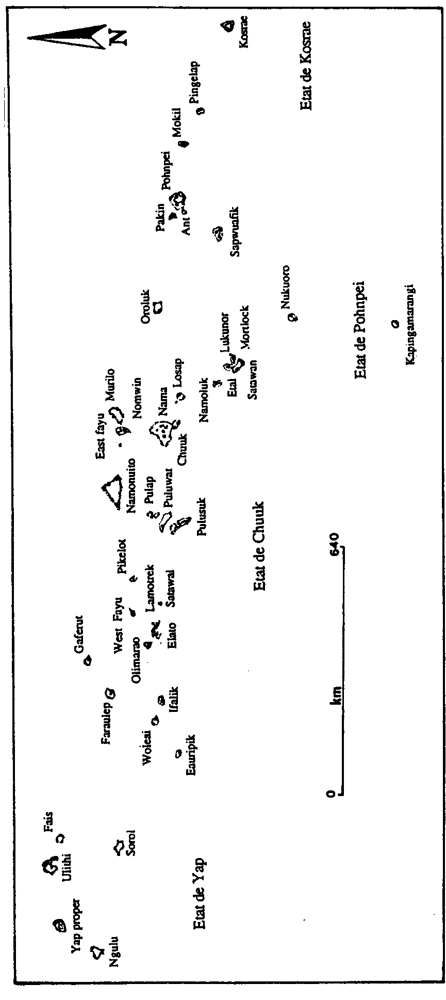 N
Yap proper
Ngulu
Ulithi
Fais
Sorol
Etat de Yap
Eauripik
Woleai
Ifalik
Faraulep
Gaferut
Olimarao
West Fayu
Elato
Lamotrek
Satawal
Pikelot
Pulusuk
Puluwat
Pulap
Namonuito
East fayu
Murilo
Nomwin
Chuuk
Nama
Losap
Namoluk
Etal
Satawan
Lukunor
Mortlock
Etat de Chuuk
Oroluk
Nukuoro
Kapingamarangi
Etat de Pohnpei
Pakin
Ant
Pohnpei
Sapwuafik
Mokil
Pingelap
Kosrae
Etat de Kosrae
0
km
640